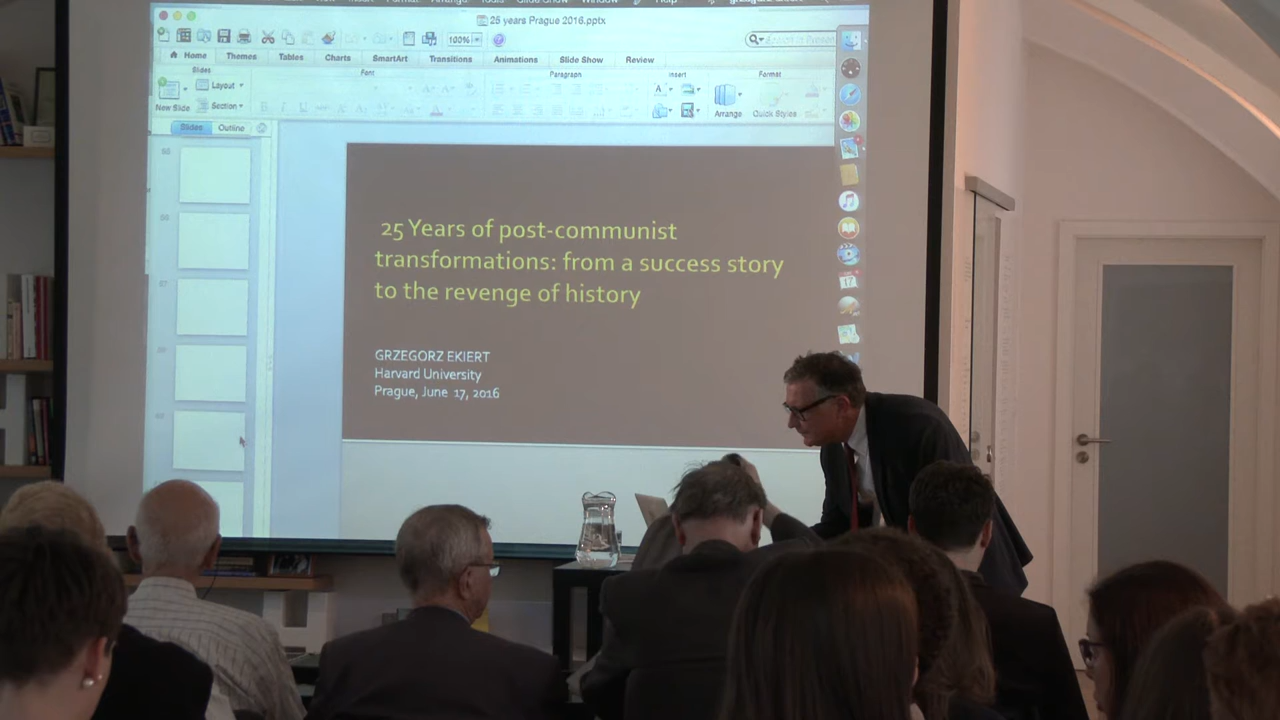 25 years Prague 2016.pptx
100%
Home Themes Tables Charts SmartArt Transitions Animations Slide Show Review
Slides Font Paragraph Insert Format
Layout
New Slide Section Arrange Quick Styles
Slides Outline
25 Years of post-communist
transformations: from a success story
to the revenge of history
GRZEGORZ EKIERT
Harvard University
Prague, June 17, 2016
17